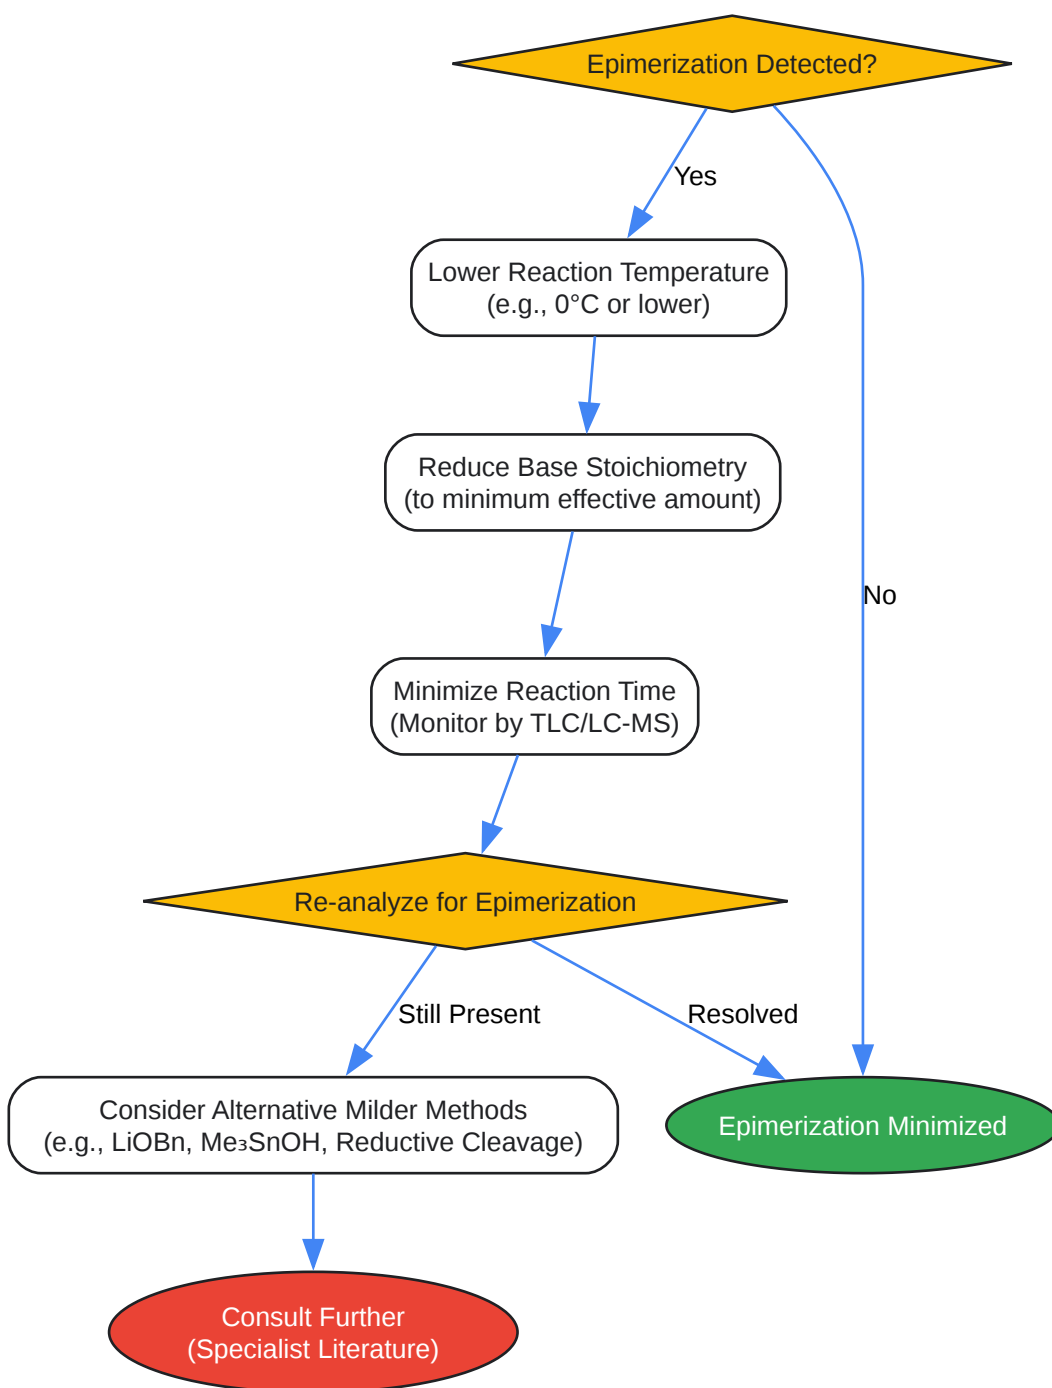 Epimerization Detected?
Yes
Lower Reaction Temperature
(e.g., 0°C or lower)
Reduce Base Stoichiometry
(to minimum effective amount)
No
Minimize Reaction Time
(Monitor by TLC/LC-MS)
Re-analyze for Epimerization
Still Present
Resolved
Consider Alternative Milder Methods
(e.g., LiOBn, Me₃SnOH, Reductive Cleavage)
Epimerization Minimized
Consult Further
(Specialist Literature)